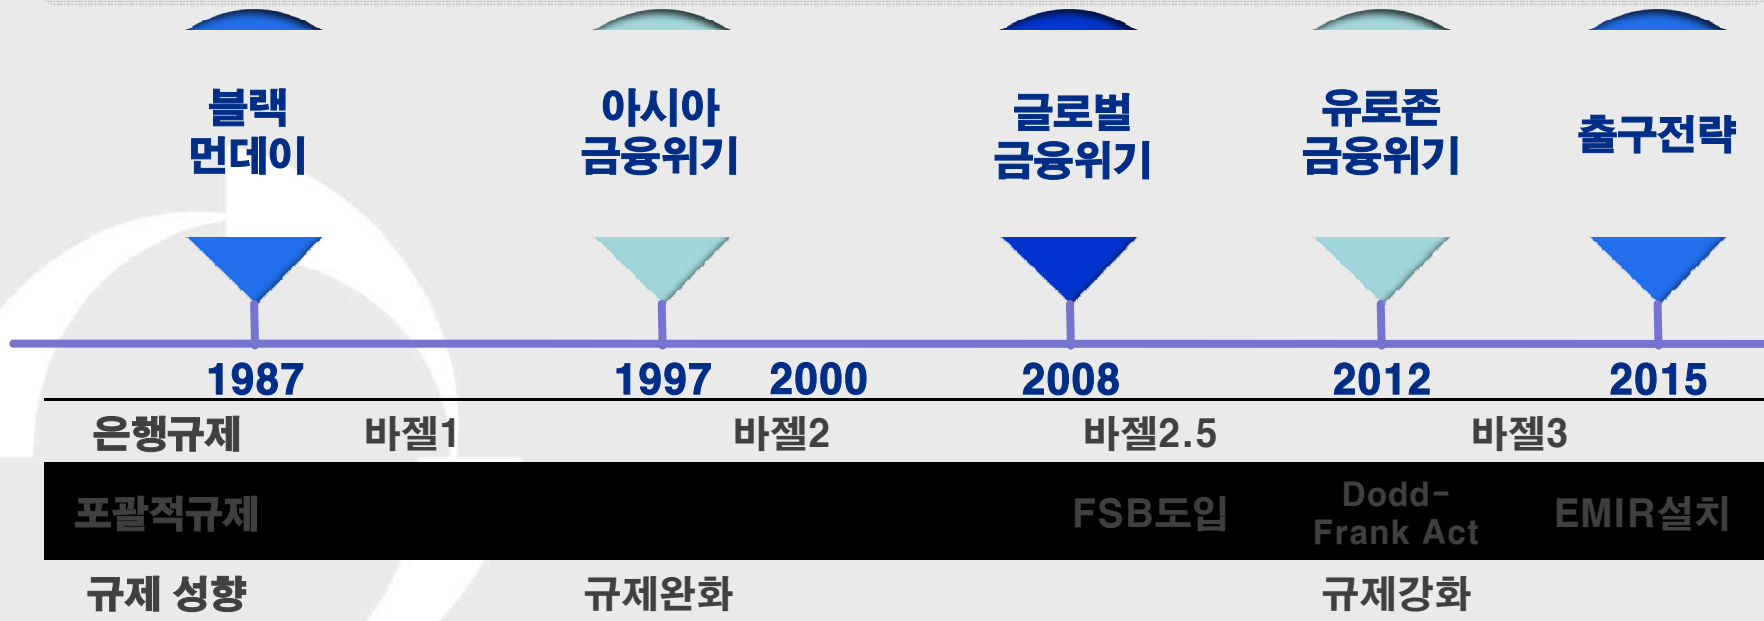 블랙
먼데이
아시아
금융위기
글로벌
금융위기
유로존
금융위기
출구전략
1987 1997 2000 2008 2012 2015
은행규제 바젤1 바젤2 바젤2.5 바젤3
포괄적규제 FSB도입 Dodd-
Frank Act EMIR설치
규제 성향 규제완화 규제강화